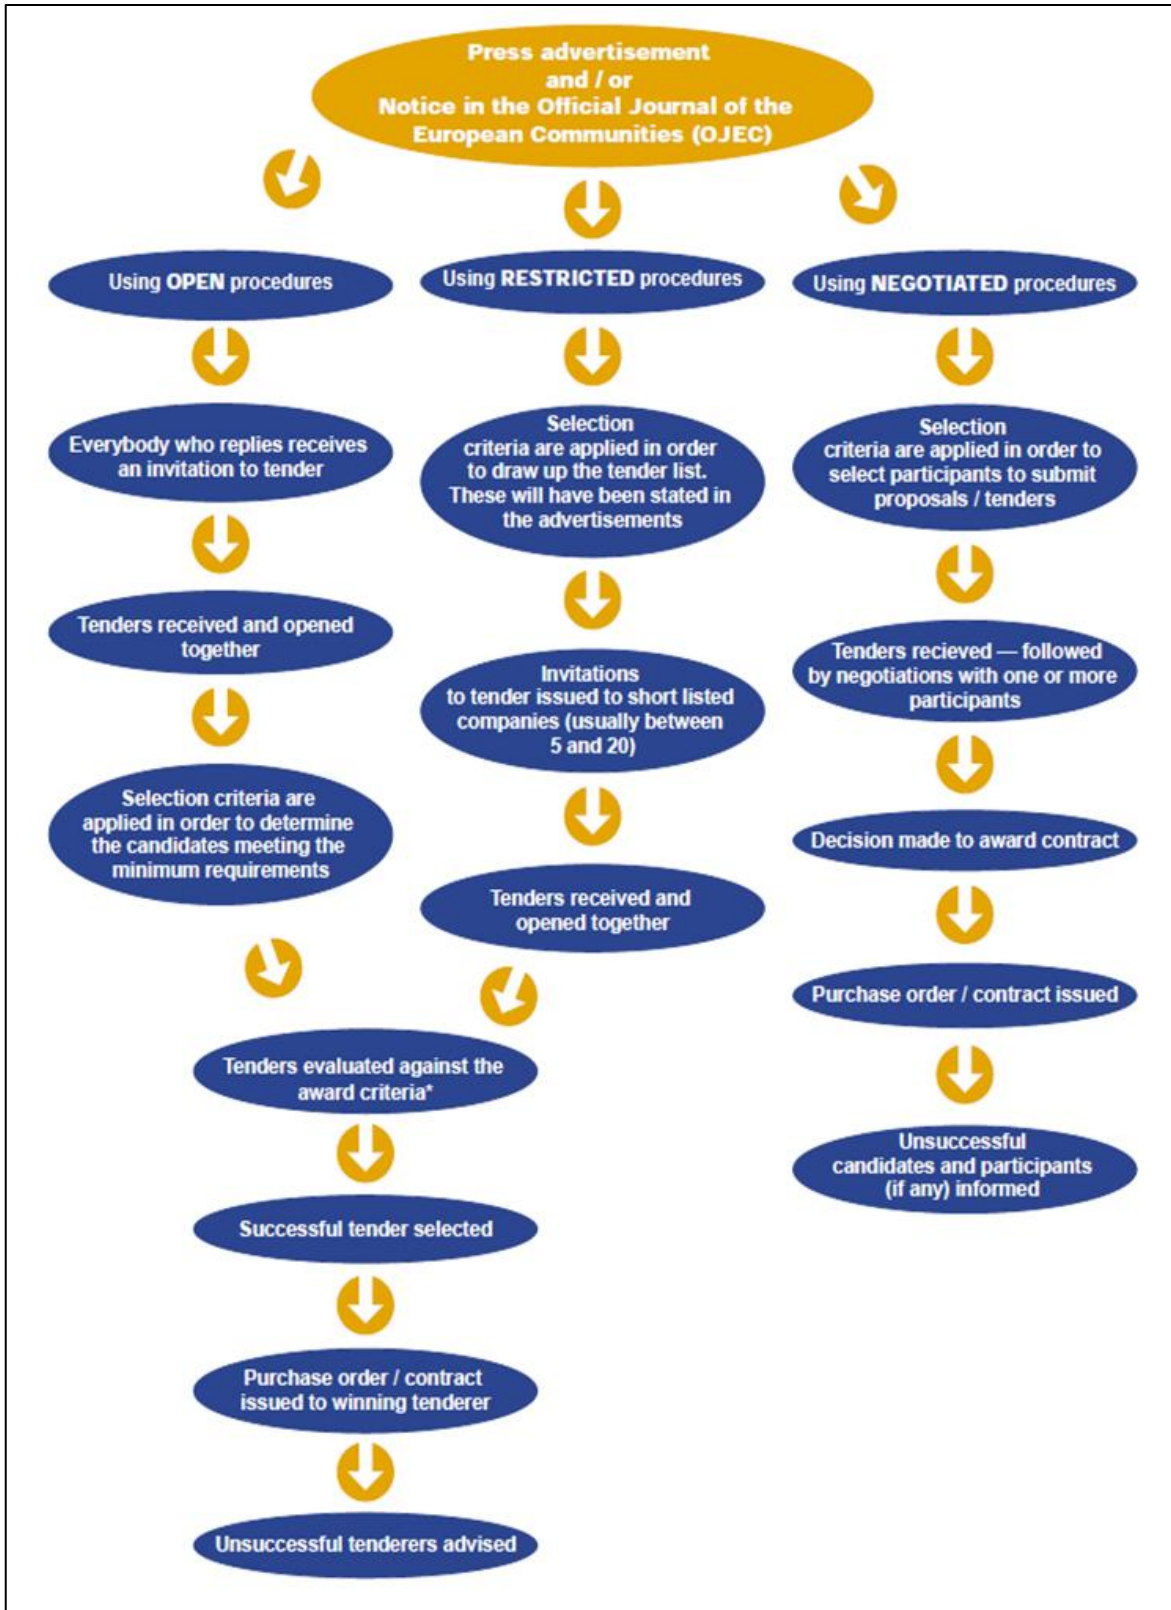 Press advertisement
and / or
Notice in the Official Journal of the
European Communities (OJEC)
Using OPEN procedures
Everybody who replies receives
an invitation to tender
Tenders received and opened
together
Selection criteria are
applied in order to determine
the candidates meeting the
minimum requirements
Using RESTRICTED procedures
Selection
criteria are applied in order
to draw up the tender list.
These will have been stated in
the advertisements
Invitations
to tender issued to short listed
companies (usually between
5 and 20)
Tenders received and
opened together
Tenders evaluated against the
award criteria*
Successful tender selected
Purchase order / contract
issued to winning tenderer
Unsuccessful tenderers advised
Using NEGOTIATED procedures
Selection
criteria are applied in order to
select participants to submit
proposals / tenders
Tenders recieved — followed
by negotiations with one or more
participants
Decision made to award contract
Purchase order / contract issued
Unsuccessful
candidates and participants
(if any) informed